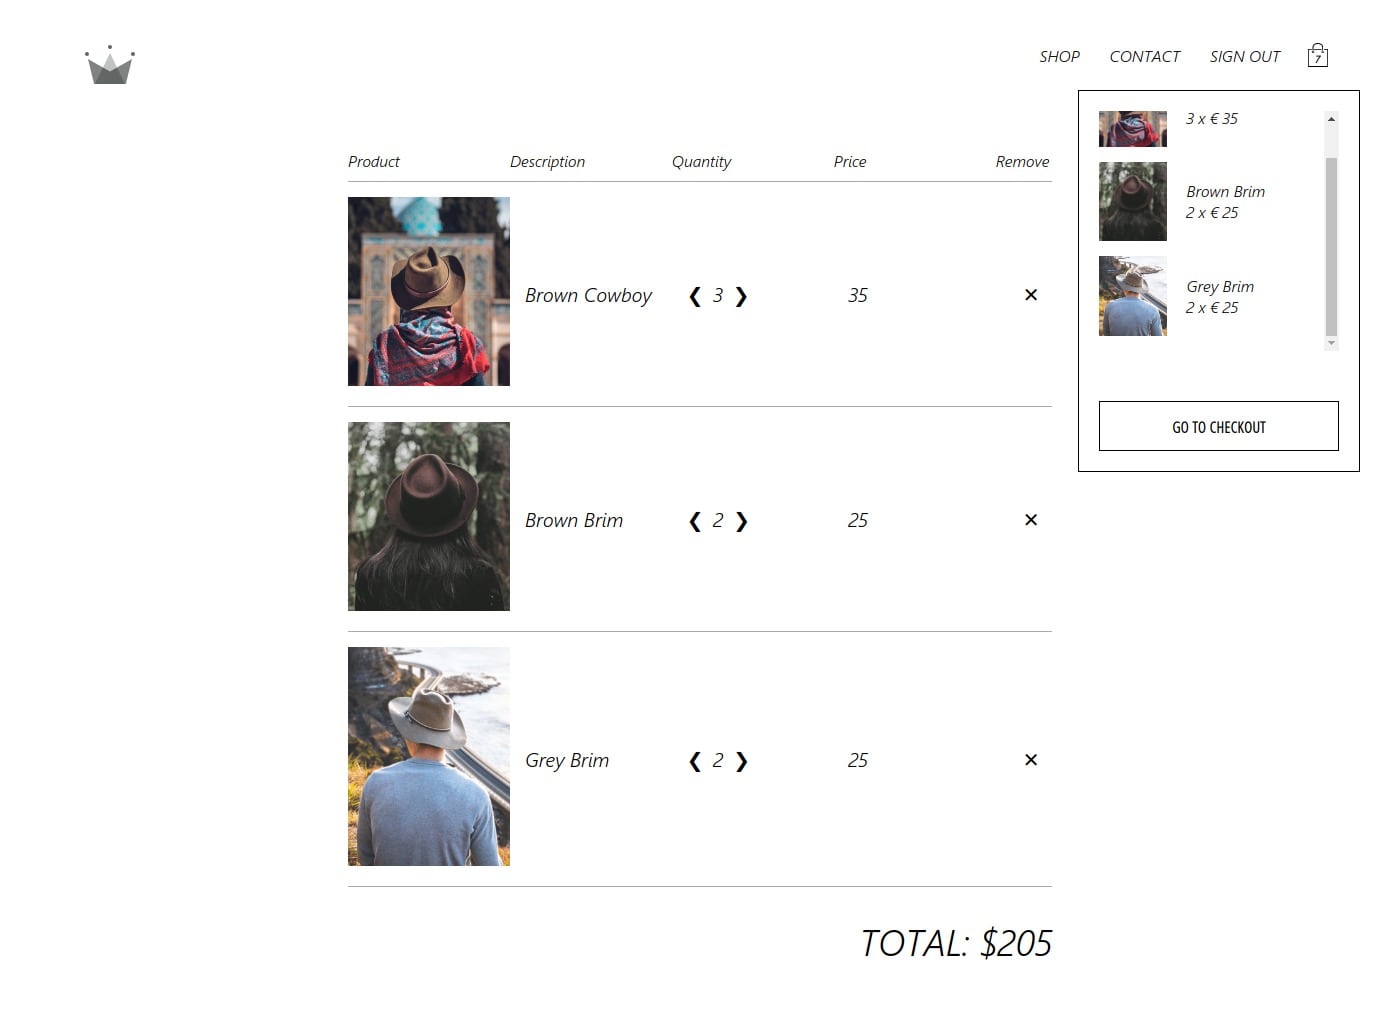 SHOP CONTACT SIGN OUT 7
3 x € 35
Brown Brim
2 x € 25
Grey Brim
2 x € 25
GO TO CHECKOUT
Product Description Quantity Price Remove
Brown Cowboy ❮ 3 ❯ 35 ✕
Brown Brim ❮ 2 ❯ 25 ✕
Grey Brim ❮ 2 ❯ 25 ✕
TOTAL: $205